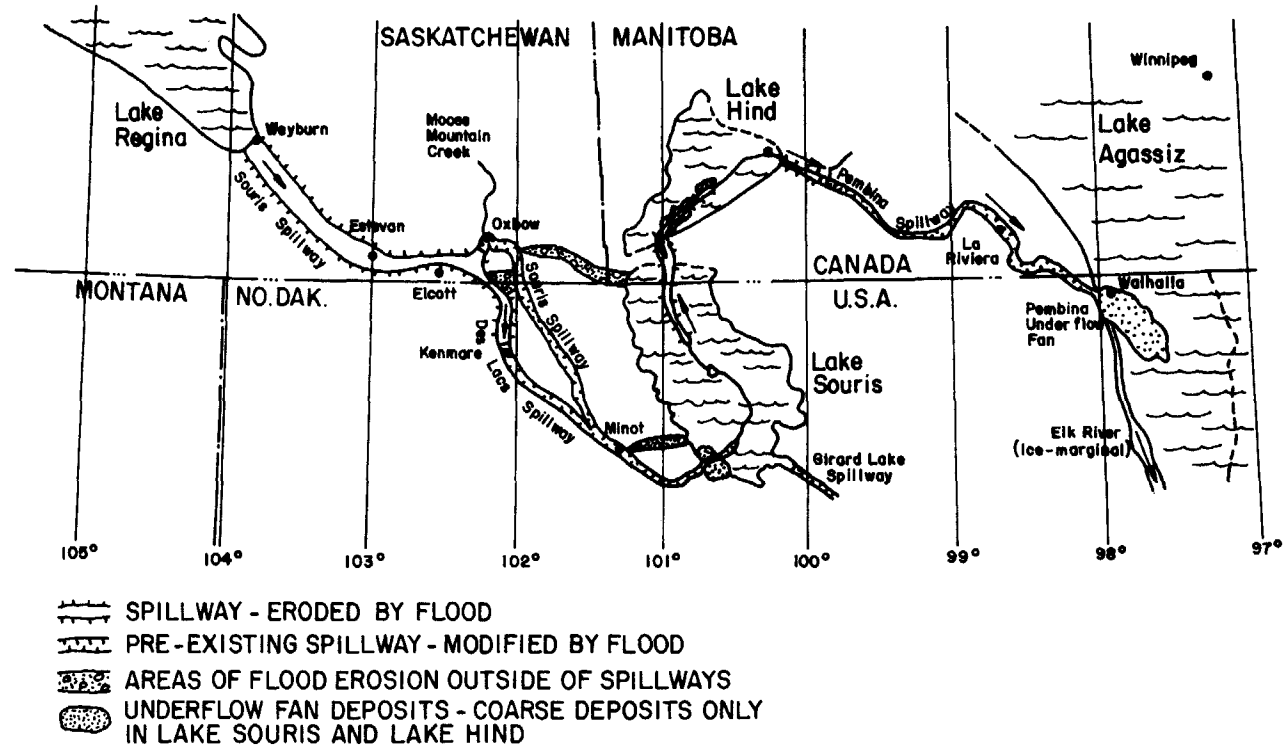 SASKATCHEWAN
MANITOBA
Winnipeg
Lake
Hind
Lake
Regina
Weyburn
Moose
Mountain
Creek
Lake
Agassiz
Souris Spillway
Estevan
Oxbow
Pembina
Spillway
La
Riviera
MONTANA
NO. DAK.
Elcott
Souris Spillway
CANADA
U.S.A.
Walhalla
Pembina
Underflow
Fan
Des Lacs Spillway
Kenmare
Lake
Souris
Minot
Girard Lake
Spillway
Elk River
(Ice-marginal)
105°
104°
103°
102°
101°
100°
99°
98°
97°
SPILLWAY - ERODED BY FLOOD
PRE-EXISTING SPILLWAY - MODIFIED BY FLOOD
AREAS OF FLOOD EROSION OUTSIDE OF SPILLWAYS
UNDERFLOW FAN DEPOSITS - COARSE DEPOSITS ONLY
IN LAKE SOURIS AND LAKE HIND